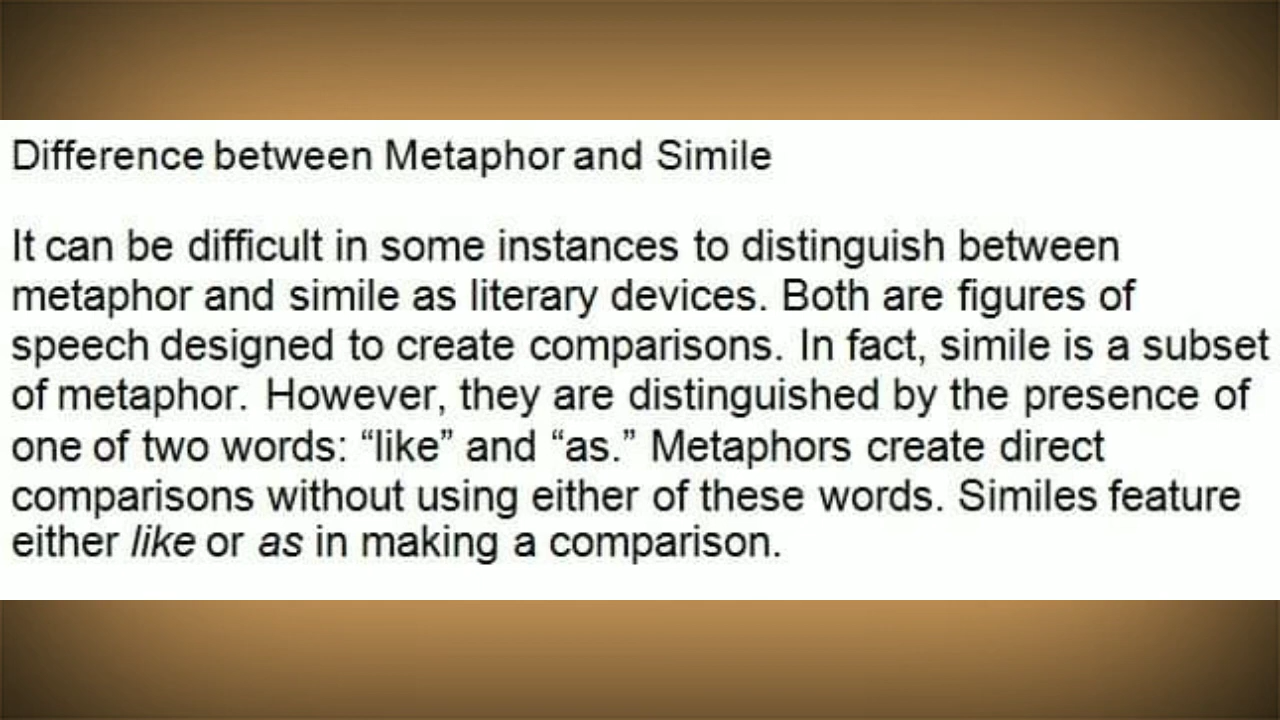 Difference between Metaphor and Simile
It can be difficult in some instances to distinguish between
metaphor and simile as literary devices. Both are figures of
speech designed to create comparisons. In fact, simile is a subset
of metaphor. However, they are distinguished by the presence of
one of two words: “like” and “as.” Metaphors create direct
comparisons without using either of these words. Similes feature
either like or as in making a comparison.